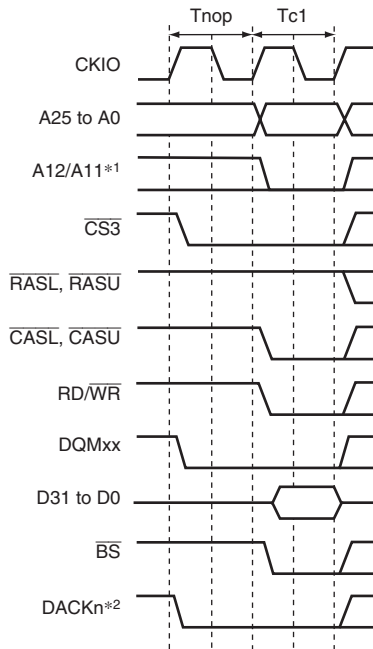 Tnop Tc1
CKIO
A25 to A0
A12/A11*1
CS3
RASL, RASU
CASL, CASU
RD/WR
DQMxx
D31 to D0
BS
DACKn*2